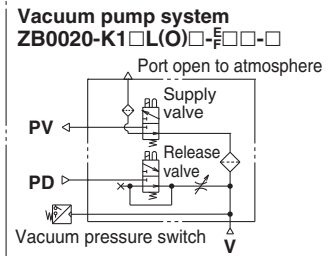 Vacuum pump system
ZB0020-K1□L(O)□-E/F□□-□
Port open to atmosphere
Supply
valve
PV
Release
valve
PD
Vacuum pressure switch
V